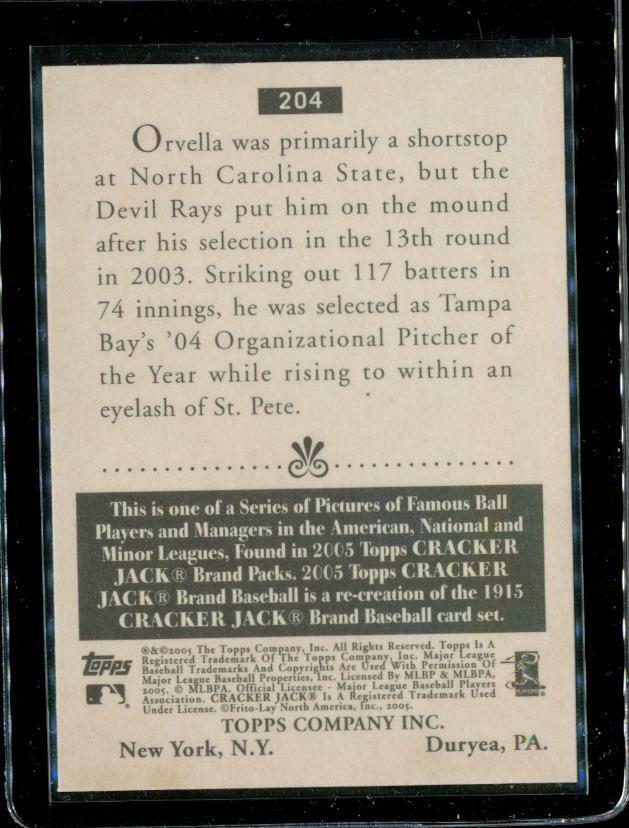 204
Orvella was primarily a shortstop
at North Carolina State, but the
Devil Rays put him on the mound
after his selection in the 13th round
in 2003. Striking out 117 batters in
74 innings, he was selected as Tampa
Bay's '04 Organizational Pitcher of
the Year while rising to within an
eyelash of St. Pete.
This is one of a Series of Pictures of Famous Ball
Players and Managers in the American, National and
Minor Leagues, Found in 2005 Topps CRACKER
JACK® Brand Packs. 2005 Topps CRACKER
JACK® Brand Baseball is a re-creation of the 1915
CRACKER JACK® Brand Baseball card set.
Topps
®&©2005 The Topps Company, Inc. All Rights Reserved. Topps Is A
Registered Trademark Of The Topps Company, Inc. Major League
Baseball Trademarks And Copyrights Are Used With Permission Of
Major League Baseball Properties, Inc. Licensed By MLBP & MLBPA,
2005. © MLBPA. Official Licensee - Major League Baseball Players
Association. CRACKER JACK® Is A Registered Trademark Used
Under License. ©Frito-Lay North America, Inc., 2005.
TOPPS COMPANY INC.
New York, N.Y. Duryea, PA.